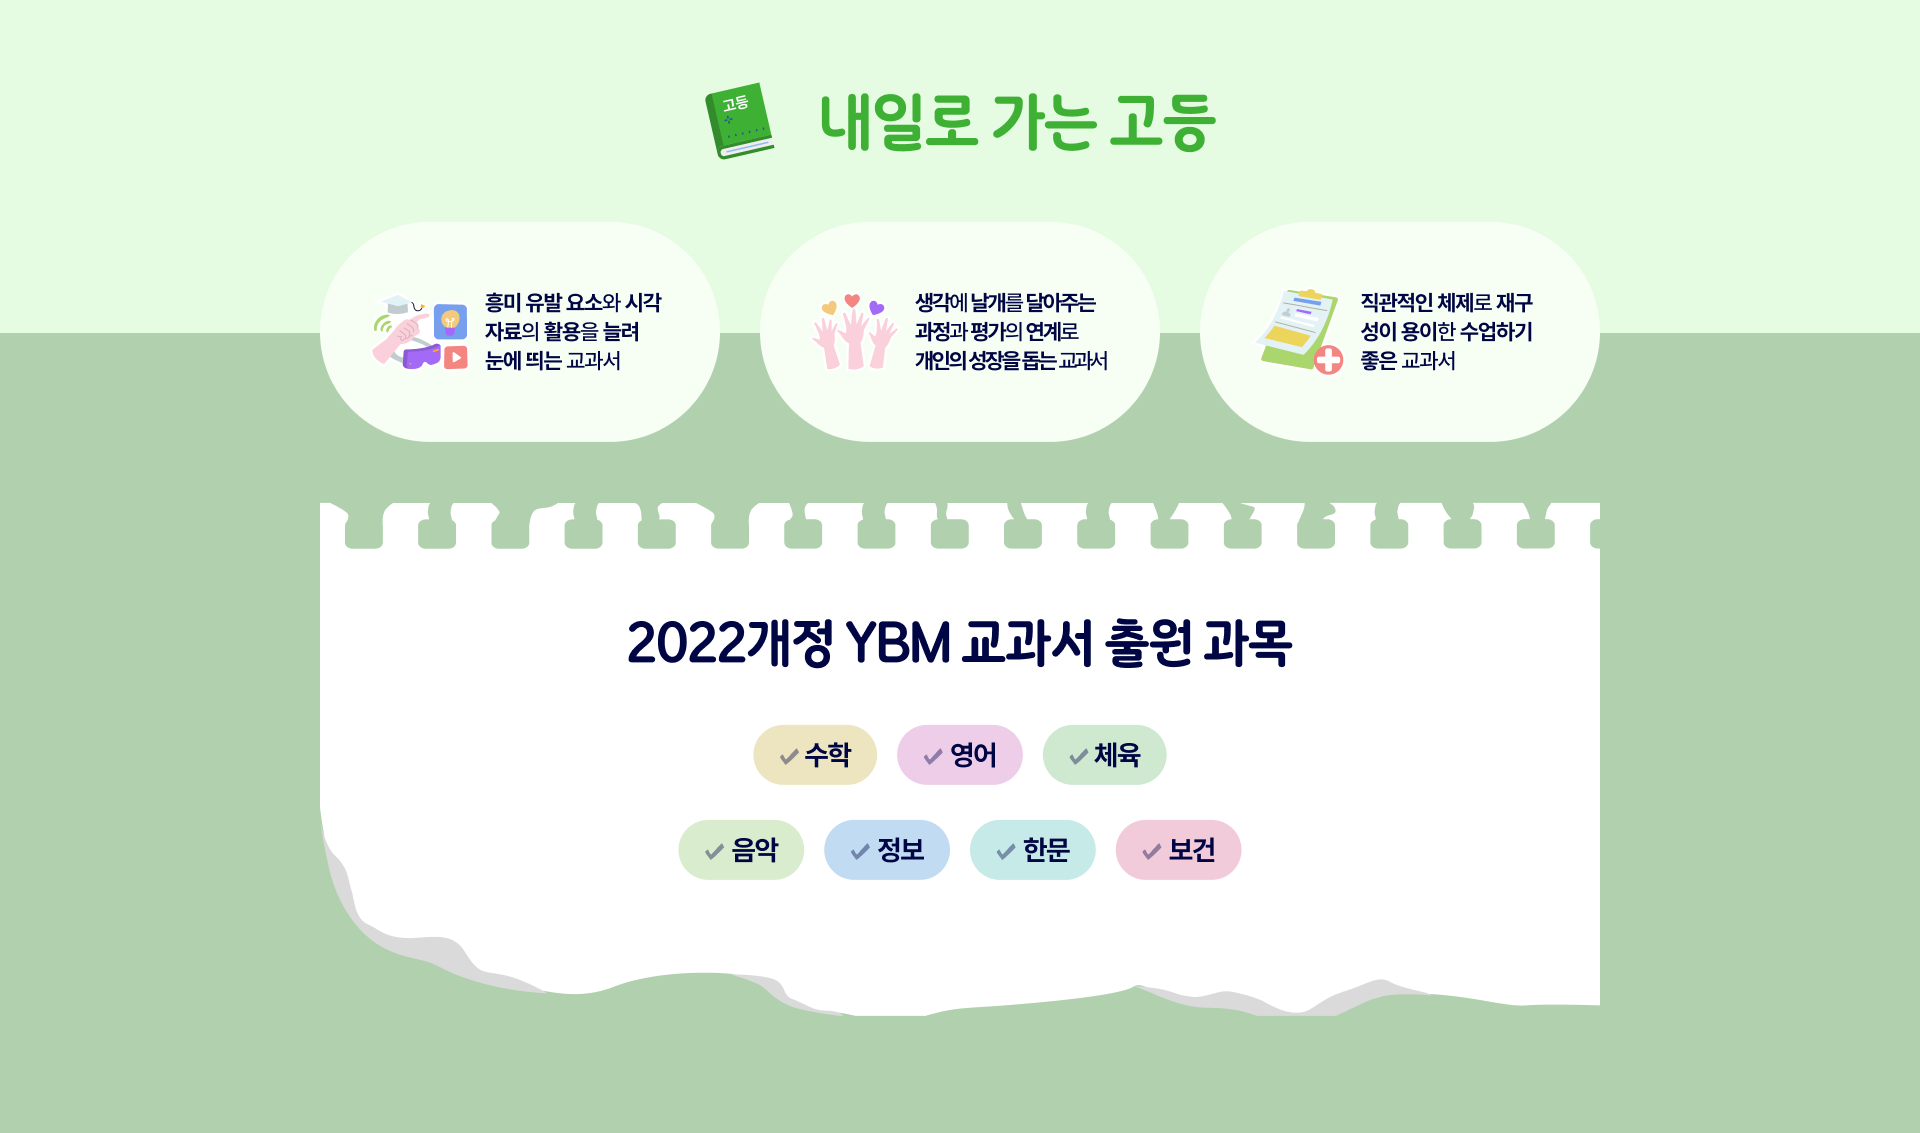 고등
내일로 가는 고등
흥미 유발 요소와 시각
자료의 활용을 늘려
눈에 띄는 교과서
생각에 날개를 달아주는
과정과 평가의 연계로
개인의 성장을 돕는 교과서
직관적인 체제로 재구
성이 용이한 수업하기
좋은 교과서
2022개정 YBM 교과서 출원 과목
수학
영어
체육
음악
정보
한문
보건